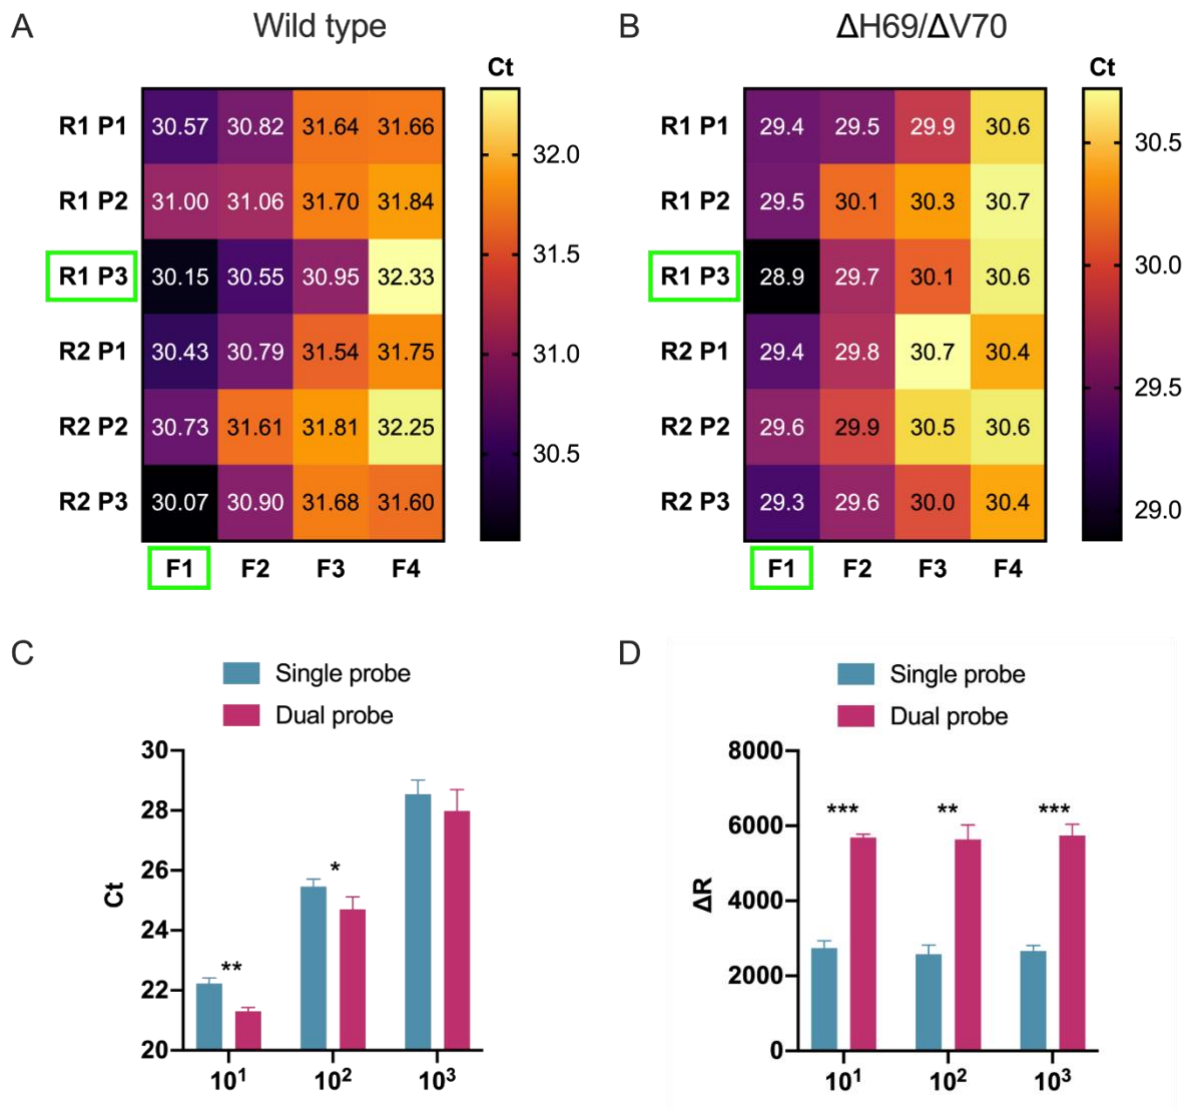 A
Wild type
Ct
R1 P1 30.57 30.82 31.64 31.66
R1 P2 31.00 31.06 31.70 31.84
R1 P3 30.15 30.55 30.95 32.33
R2 P1 30.43 30.79 31.54 31.75
R2 P2 30.73 31.61 31.81 32.25
R2 P3 30.07 30.90 31.68 31.60
F1 F2 F3 F4
32.0
31.5
31.0
30.5
B
ΔH69/ΔV70
Ct
R1 P1 29.4 29.5 29.9 30.6
R1 P2 29.5 30.1 30.3 30.7
R1 P3 28.9 29.7 30.1 30.6
R2 P1 29.4 29.8 30.7 30.4
R2 P2 29.6 29.9 30.5 30.6
R2 P3 29.3 29.6 30.0 30.4
F1 F2 F3 F4
30.5
30.0
29.5
29.0
C
Single probe
Dual probe
Ct
30
28
26
24
22
20
**
*
10¹ 10² 10³
D
Single probe
Dual probe
ΔR
8000
6000
4000
2000
0
*** ** ***
10¹ 10² 10³